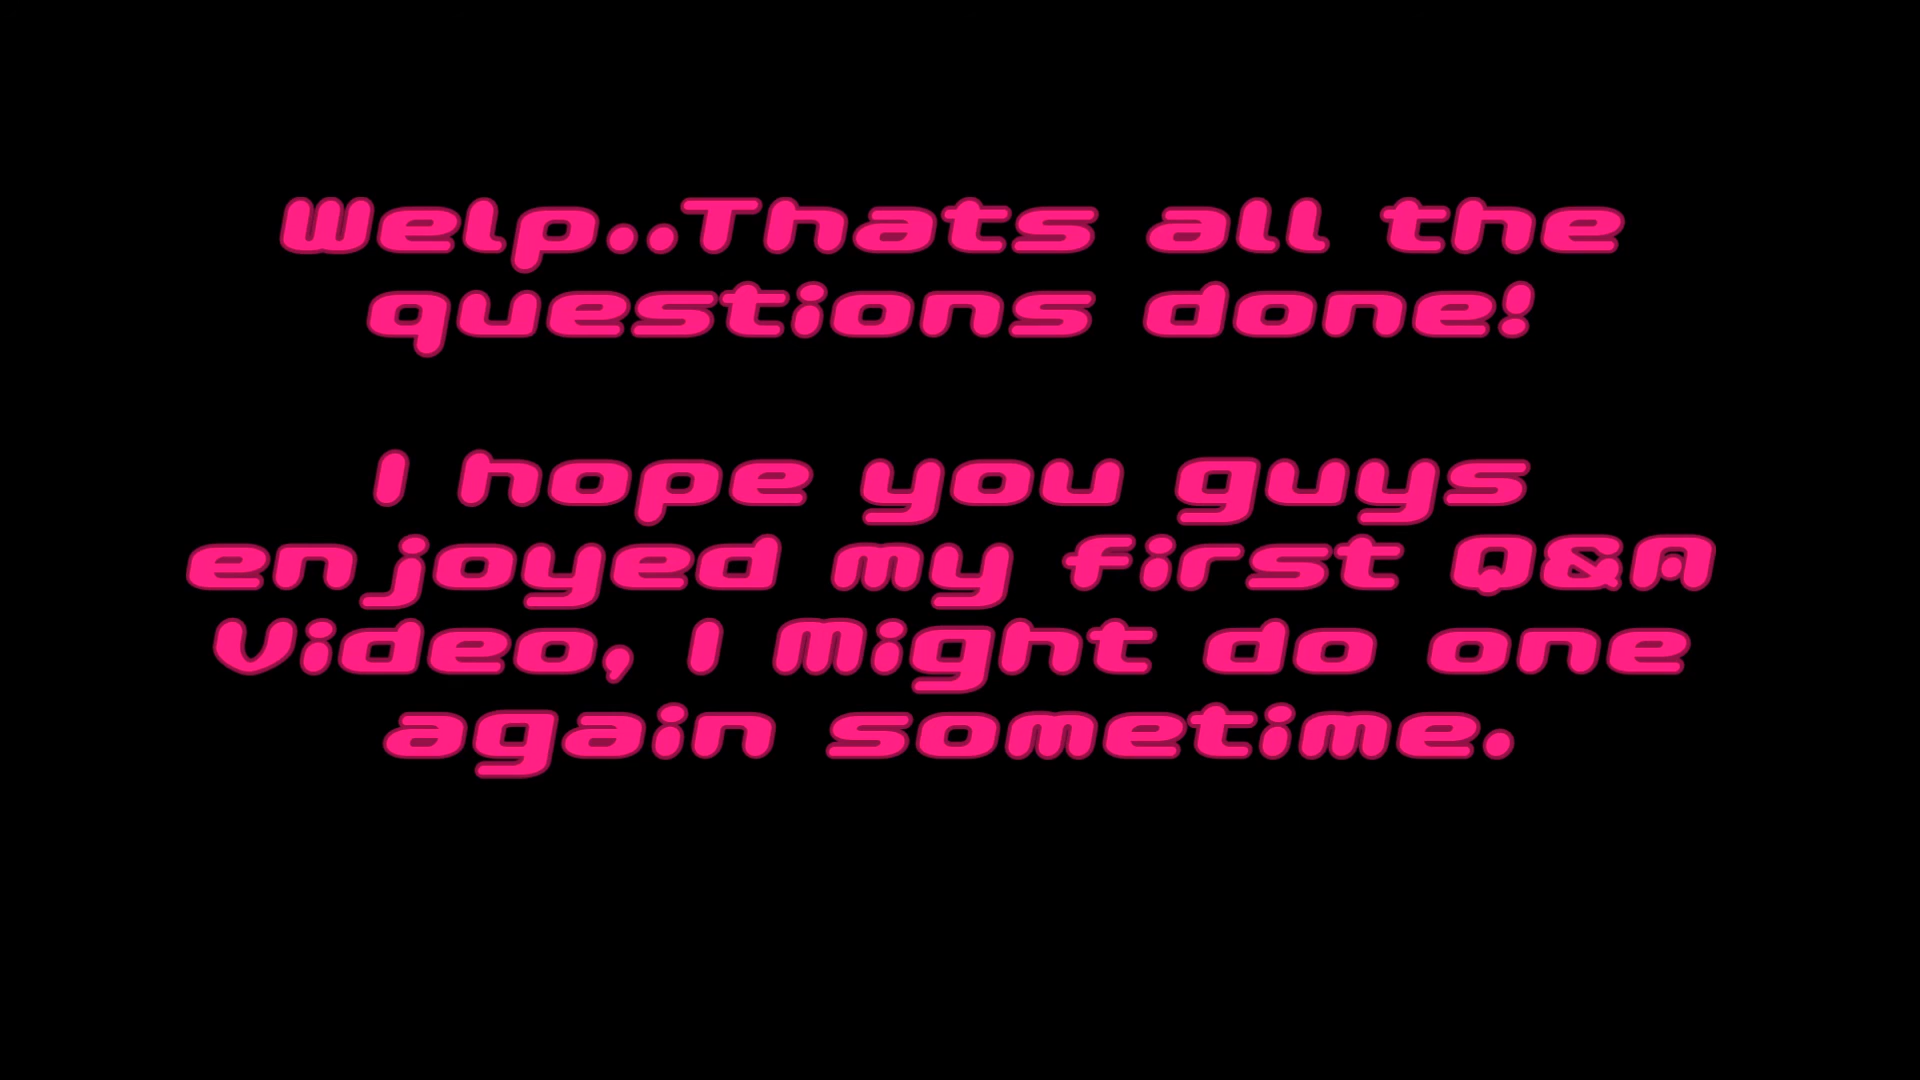 Welp..Thats all the
questions done!
I hope you guys
enjoyed my first Q&A
Video, I Might do one
again sometime.